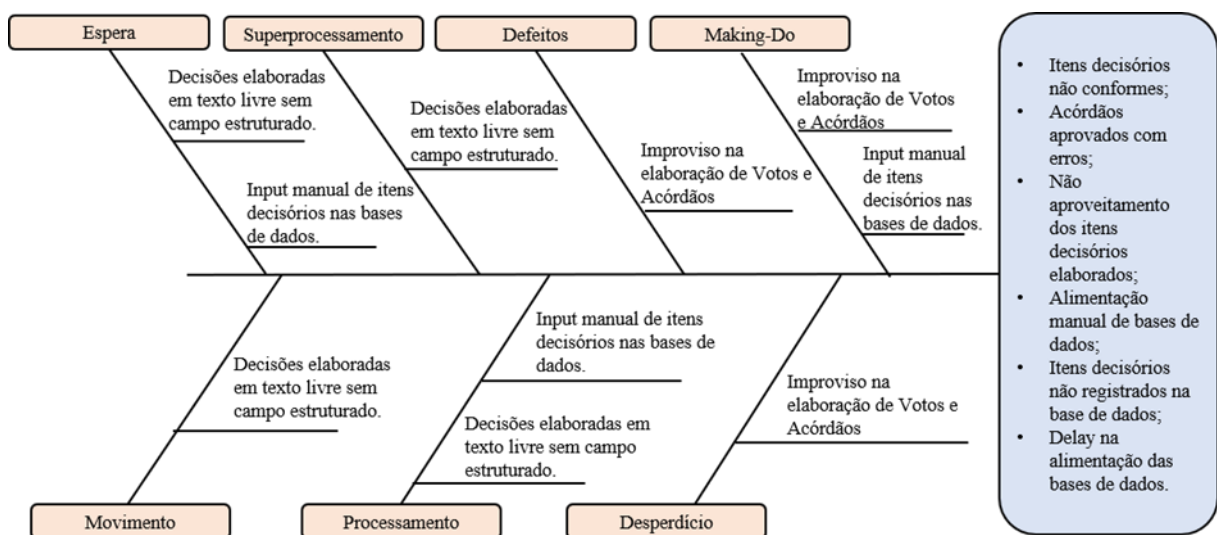 Espera
Superprocessamento
Defeitos
Making-Do
Decisões elaboradas
em texto livre sem
campo estruturado.
Input manual de itens
decisórios nas bases
de dados.
Decisões elaboradas
em texto livre sem
campo estruturado.
Improviso na
elaboração de Votos e
Acórdãos
Improviso na
elaboração de Votos
e Acórdãos
Input manual
de itens
decisórios nas
bases de dados.
Decisões elaboradas
em texto livre sem
campo estruturado.
Input manual de itens
decisórios nas bases de
dados.
Decisões elaboradas em
texto livre sem campo
estruturado.
Improviso na
elaboração de Votos e
Acórdãos
Movimento
Processamento
Desperdício
• Itens decisórios
não conformes;
• Acórdãos
aprovados com
erros;
• Não
aproveitamento
dos itens
decisórios
elaborados;
• Alimentação
manual de bases de
dados;
• Itens decisórios
não registrados na
base de dados;
• Delay na
alimentação das
bases de dados.